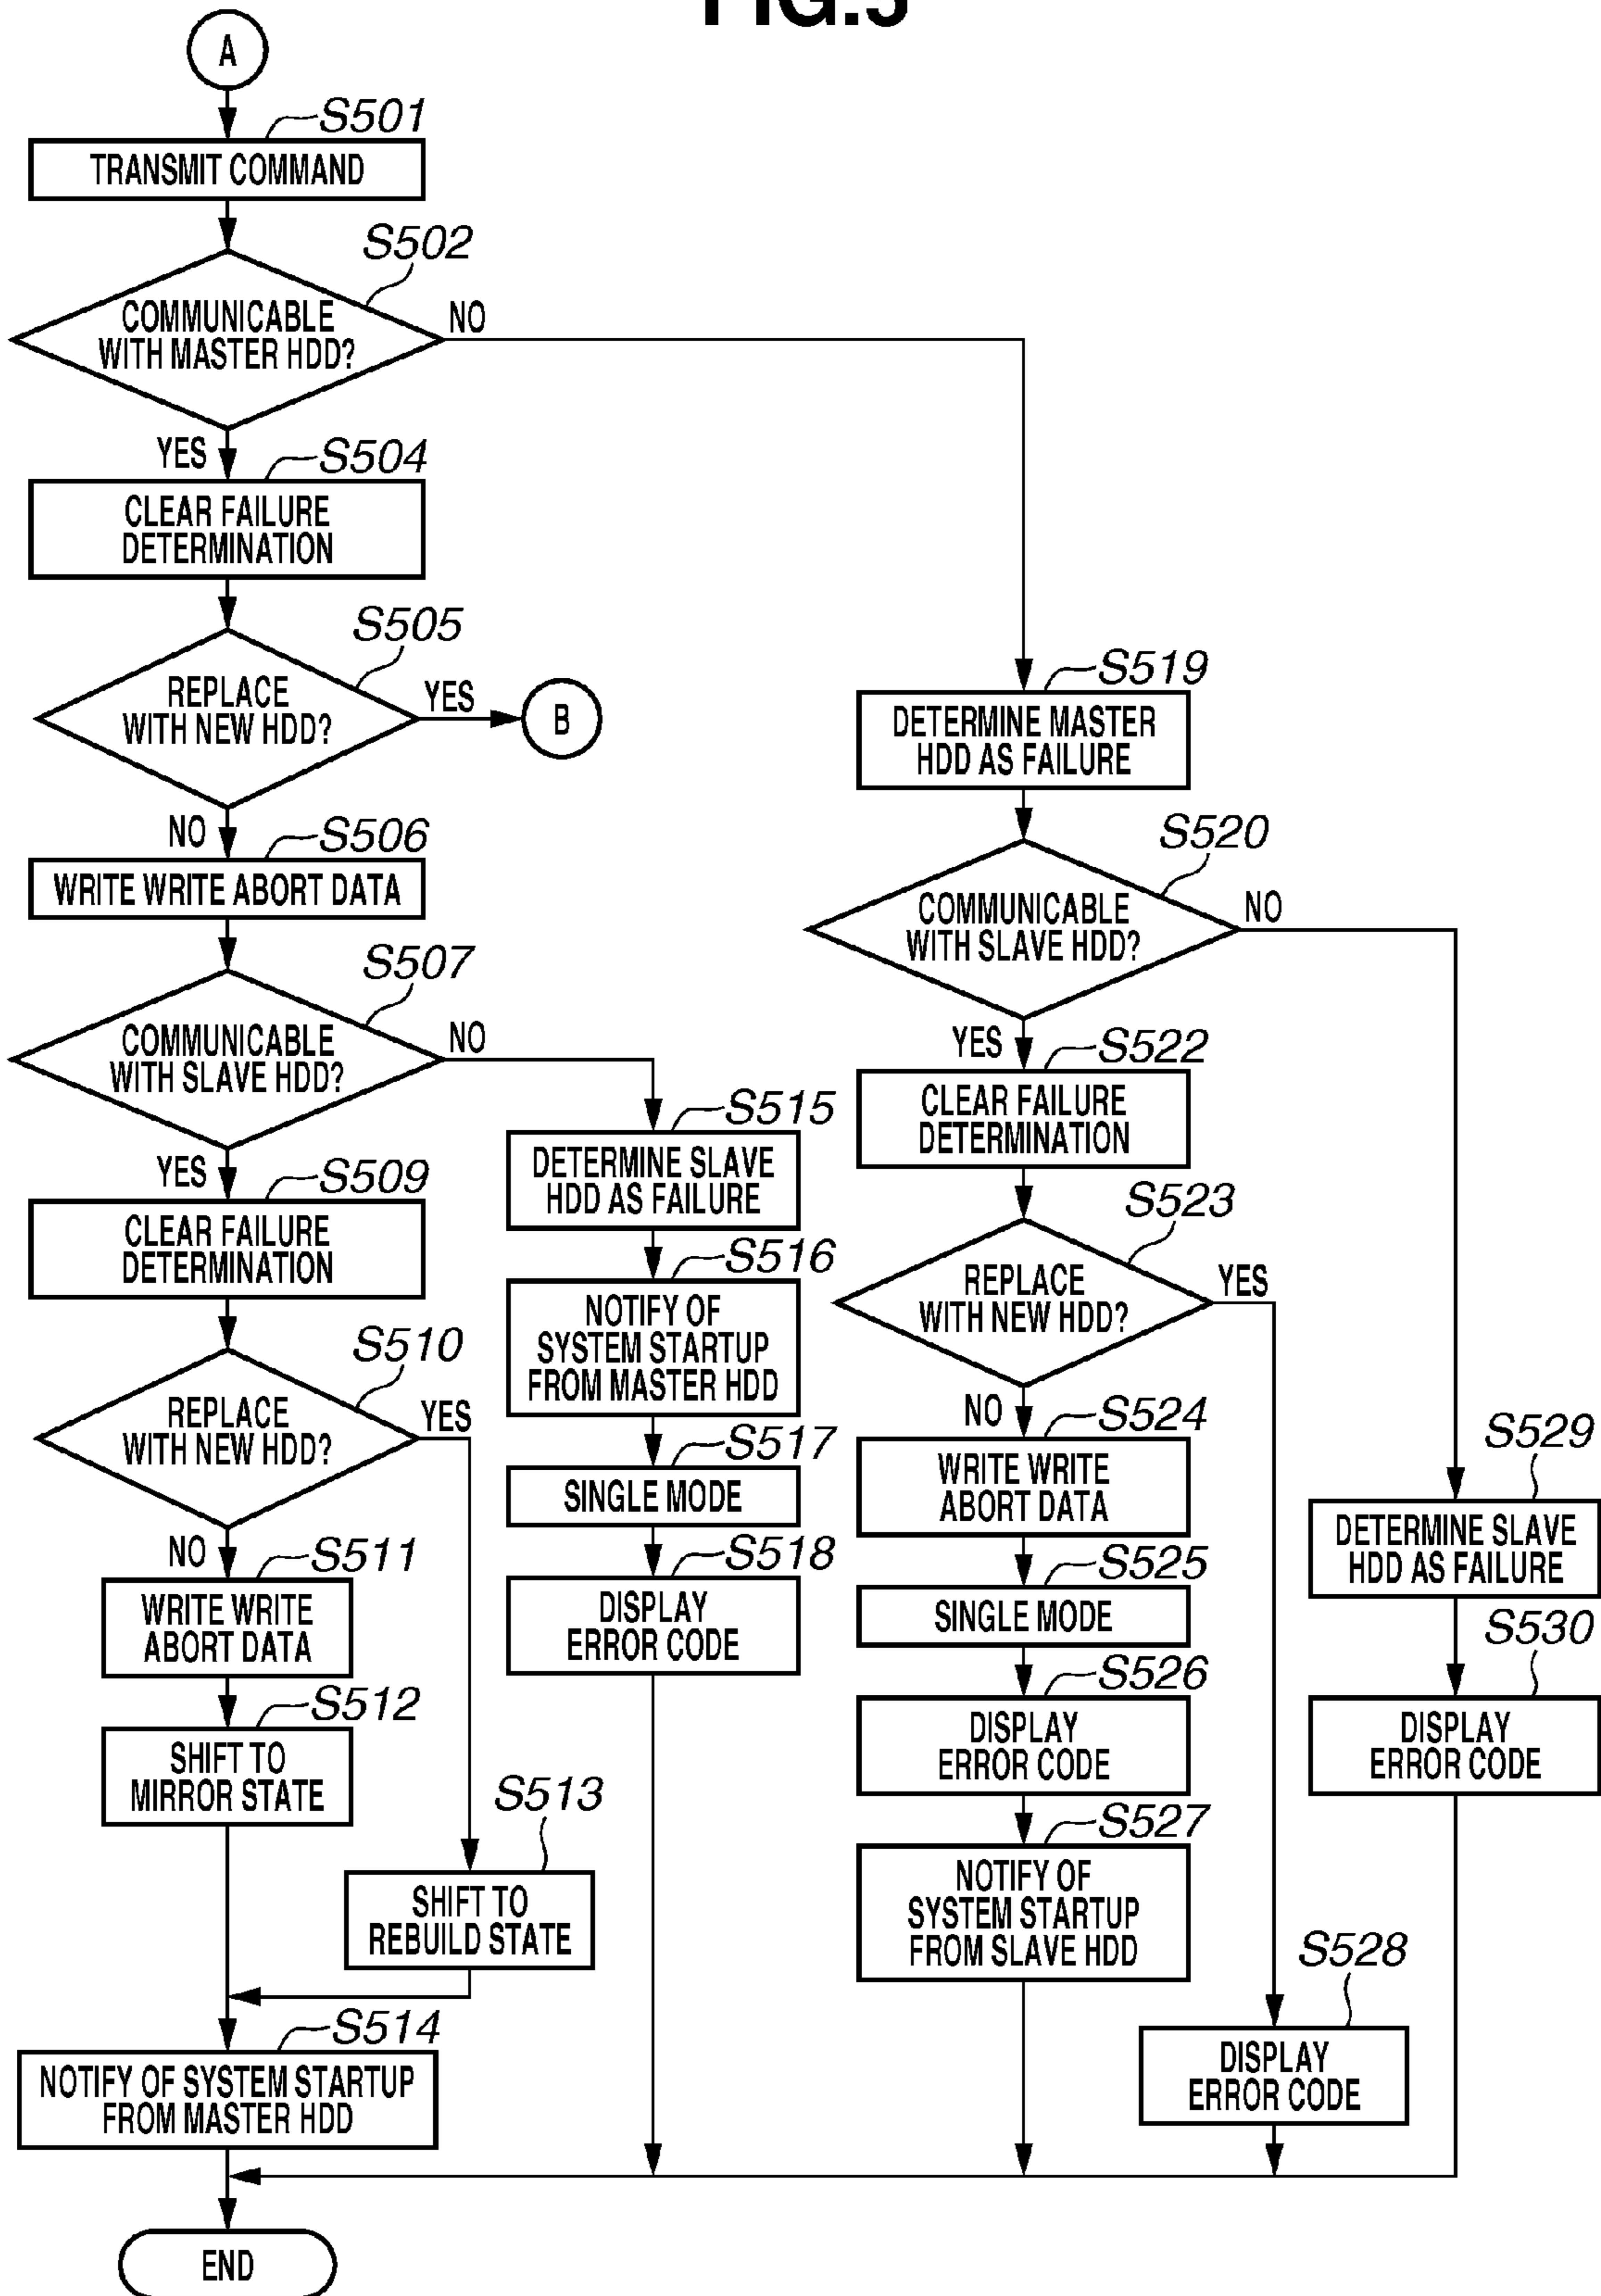 FIG.5
A
S501
TRANSMIT COMMAND
S502
COMMUNICABLE
WITH MASTER HDD?
NO
YES
S504
CLEAR FAILURE
DETERMINATION
S505
REPLACE
WITH NEW HDD?
YES
B
NO
S506
WRITE WRITE ABORT DATA
S507
COMMUNICABLE
WITH SLAVE HDD?
NO
YES
S509
CLEAR FAILURE
DETERMINATION
S510
REPLACE
WITH NEW HDD?
YES
NO
S511
WRITE WRITE
ABORT DATA
S512
SHIFT TO
MIRROR STATE
S513
SHIFT TO
REBUILD STATE
S514
NOTIFY OF SYSTEM STARTUP
FROM MASTER HDD
END
S515
DETERMINE SLAVE
HDD AS FAILURE
S516
NOTIFY OF
SYSTEM STARTUP
FROM MASTER HDD
S517
SINGLE MODE
S518
DISPLAY
ERROR CODE
S519
DETERMINE MASTER
HDD AS FAILURE
S520
COMMUNICABLE
WITH SLAVE HDD?
NO
YES
S522
CLEAR FAILURE
DETERMINATION
S523
REPLACE
WITH NEW HDD?
YES
NO
S524
WRITE WRITE
ABORT DATA
S525
SINGLE MODE
S526
DISPLAY
ERROR CODE
S527
NOTIFY OF
SYSTEM STARTUP
FROM SLAVE HDD
S528
DISPLAY
ERROR CODE
S529
DETERMINE SLAVE
HDD AS FAILURE
S530
DISPLAY
ERROR CODE